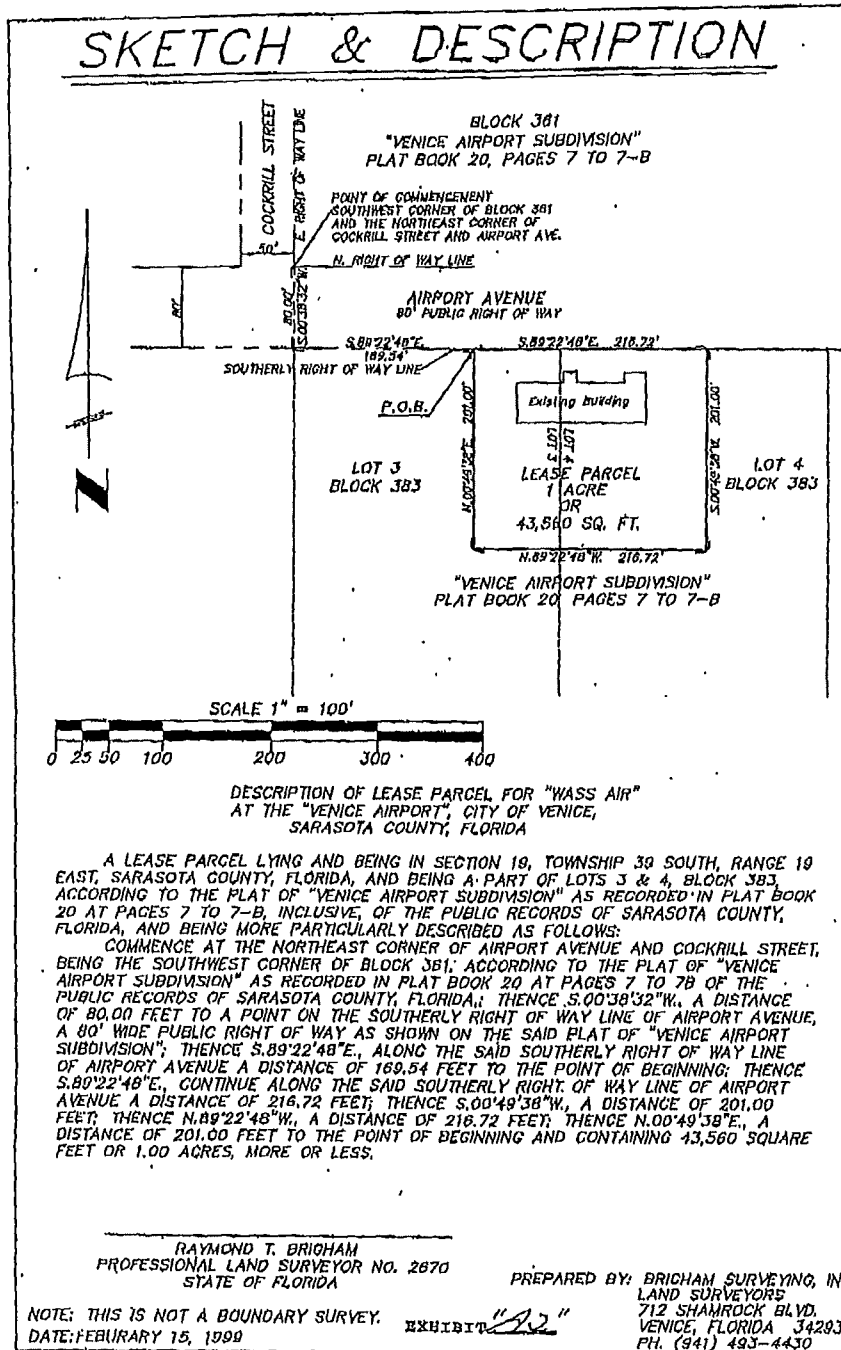 SKETCH & DESCRIPTION
BLOCK 361
"VENICE AIRPORT SUBDIVISION"
PLAT BOOK 20, PAGES 7 TO 7-B
COCKRILL STREET
E. RIGHT OF WAY LINE
50'
POINT OF COMMENCEMENT
SOUTHWEST CORNER OF BLOCK 361
AND THE NORTHEAST CORNER OF
COCKRILL STREET AND AIRPORT AVE.
N. RIGHT OF WAY LINE
80'
80.00'
S.00°38'32"W.
AIRPORT AVENUE
80' PUBLIC RIGHT OF WAY
S.89°22'48"E.
169.54'
S.89°22'48"E. 216.72'
SOUTHERLY RIGHT OF WAY LINE
P.O.B.
Existing Building
201.00'
201.00'
LOT 3
LOT 4
LOT 3
BLOCK 383
LEASE PARCEL
1 ACRE
OR
43,560 SQ. FT.
LOT 4
BLOCK 383
N.89°22'48"W. 216.72'
"VENICE AIRPORT SUBDIVISION"
PLAT BOOK 20, PAGES 7 TO 7-B
N
SCALE 1" = 100'
0 25 50 100 200 300 400
DESCRIPTION OF LEASE PARCEL FOR "WASS AIR"
AT THE "VENICE AIRPORT", CITY OF VENICE,
SARASOTA COUNTY, FLORIDA
A LEASE PARCEL LYING AND BEING IN SECTION 19, TOWNSHIP 39 SOUTH, RANGE 19
EAST, SARASOTA COUNTY, FLORIDA, AND BEING A PART OF LOTS 3 & 4, BLOCK 383,
ACCORDING TO THE PLAT OF "VENICE AIRPORT SUBDIVISION" AS RECORDED IN PLAT BOOK
20 AT PAGES 7 TO 7-B, INCLUSIVE, OF THE PUBLIC RECORDS OF SARASOTA COUNTY,
FLORIDA, AND BEING MORE PARTICULARLY DESCRIBED AS FOLLOWS:
COMMENCE AT THE NORTHEAST CORNER OF AIRPORT AVENUE AND COCKRILL STREET,
BEING THE SOUTHWEST CORNER OF BLOCK 361, ACCORDING TO THE PLAT OF "VENICE
AIRPORT SUBDIVISION" AS RECORDED IN PLAT BOOK 20 AT PAGES 7 TO 7B OF THE
PUBLIC RECORDS OF SARASOTA COUNTY, FLORIDA,; THENCE S.00°38'32"W., A DISTANCE
OF 80.00 FEET TO A POINT ON THE SOUTHERLY RIGHT OF WAY LINE OF AIRPORT AVENUE,
A 80' WIDE PUBLIC RIGHT OF WAY AS SHOWN ON THE SAID PLAT OF "VENICE AIRPORT
SUBDIVISION"; THENCE S.89°22'48"E., ALONG THE SAID SOUTHERLY RIGHT OF WAY LINE
OF AIRPORT AVENUE A DISTANCE OF 169.54 FEET TO THE POINT OF BEGINNING; THENCE
S.89°22'48"E., CONTINUE ALONG THE SAID SOUTHERLY RIGHT OF WAY LINE OF AIRPORT
AVENUE A DISTANCE OF 216.72 FEET; THENCE S.00°49'38"W., A DISTANCE OF 201.00
FEET; THENCE N.89°22'48"W., A DISTANCE OF 216.72 FEET; THENCE N.00°49'38"E., A
DISTANCE OF 201.00 FEET TO THE POINT OF BEGINNING AND CONTAINING 43,560 SQUARE
FEET OR 1.00 ACRES, MORE OR LESS.
RAYMOND T. BRIGHAM
PROFESSIONAL LAND SURVEYOR NO. 2670
STATE OF FLORIDA
NOTE: THIS IS NOT A BOUNDARY SURVEY.
DATE: FEBURARY 15, 1999
EXHIBIT
PREPARED BY: BRIGHAM SURVEYING, IN
LAND SURVEYORS
712 SHAMROCK BLVD.
VENICE, FLORIDA 34293
PH. (941) 493-4430